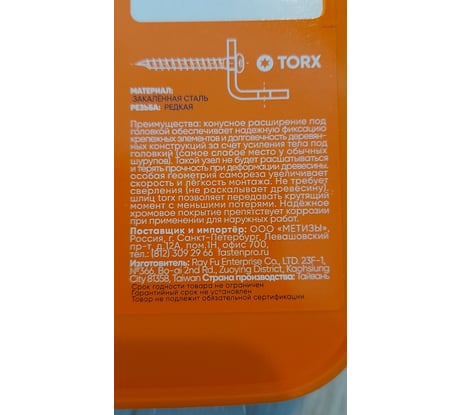 TORX
МАТЕРИАЛ:
ЗАКАЛЕННАЯ СТАЛЬ
РЕЗЬБА: РЕДКАЯ
Преимущества: конусное расширение под
головкой обеспечивает надежную фиксацию
крепежных элементов и долговечность деревян-
ных конструкций за счет усиления тела под
головкой (самое слабое место у обычных
шурупов). Такой узел не будет расшатываться
и терять прочность при деформации древесины.
особая геометрия самореза увеличивает
скорость и лёгкость монтажа. Не требует
сверления (не раскалывает древесину).
шлиц torx позволяет передавать крутящий
момент с меньшими потерями. Надёжное
хромовое покрытие препятствует коррозии
при применении для наружных работ.
Поставщик и импортёр: ООО «МЕТИЗЫ»,
Россия, г. Санкт-Петербург, Левашовский
пр-т, д.12А, пом.1Н, офис 700,
тел.: (812) 309 29 66 fastenpro.ru
Изготовитель: Ray Fu Enterprise Co., LTD. 23F-1,
№366, Bo-ai 2nd Rd., Zuoying District, Kaohsiung
City 81358, Taiwan Страна производства: Тайвань
Срок годности товара не ограничен
Гарантийный срок не установлен
Товар не подлежит обязательной сертификации